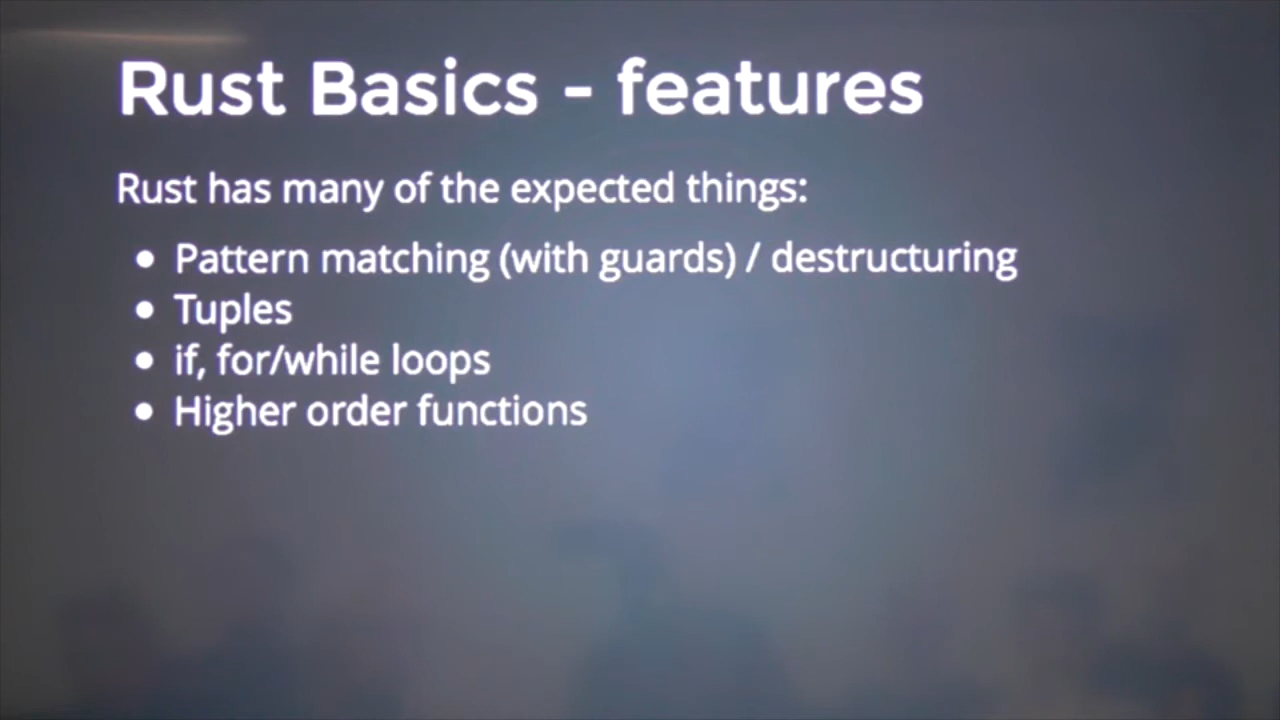 Rust Basics - features
Rust has many of the expected things:
• Pattern matching (with guards) / destructuring
• Tuples
• if, for/while loops
• Higher order functions